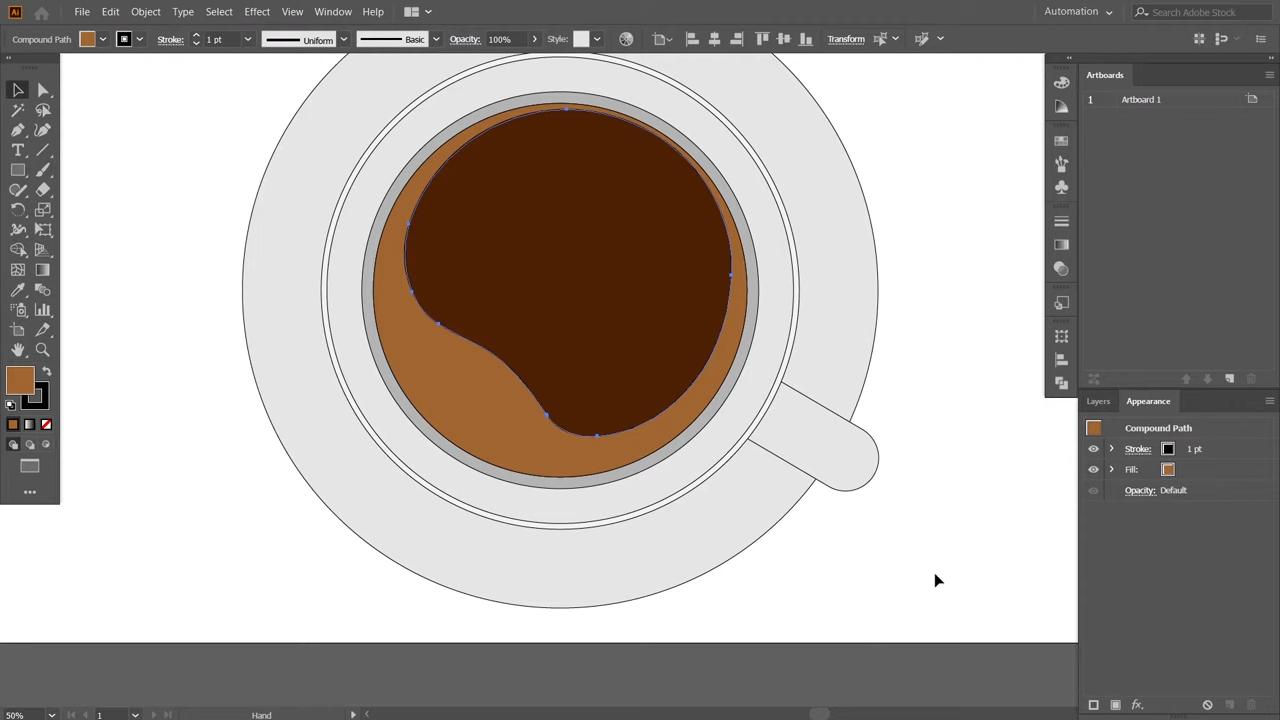 Ai File Edit Object Type Select Effect View Window Help Automation Search Adobe Stock
Compound Path Stroke: 1 pt Uniform Basic Opacity: 100% Style: Transform
Artboards
1 Artboard 1
Layers Appearance
Compound Path
Stroke: 1 pt
Fill:
Opacity: Default
fx.
50% 1 Hand